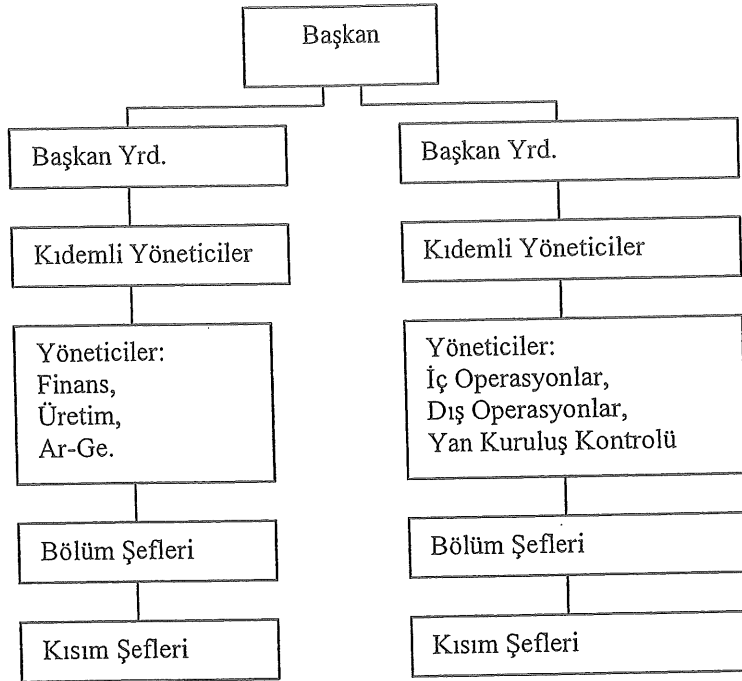 Başkan
Başkan Yrd.
Kıdemli Yöneticiler
Yöneticiler:
Finans,
Üretim,
Ar-Ge.
Bölüm Şefleri
Kısım Şefleri
Başkan Yrd.
Kıdemli Yöneticiler
Yöneticiler:
İç Operasyonlar,
Dış Operasyonlar,
Yan Kuruluş Kontrolü
Bölüm Şefleri
Kısım Şefleri